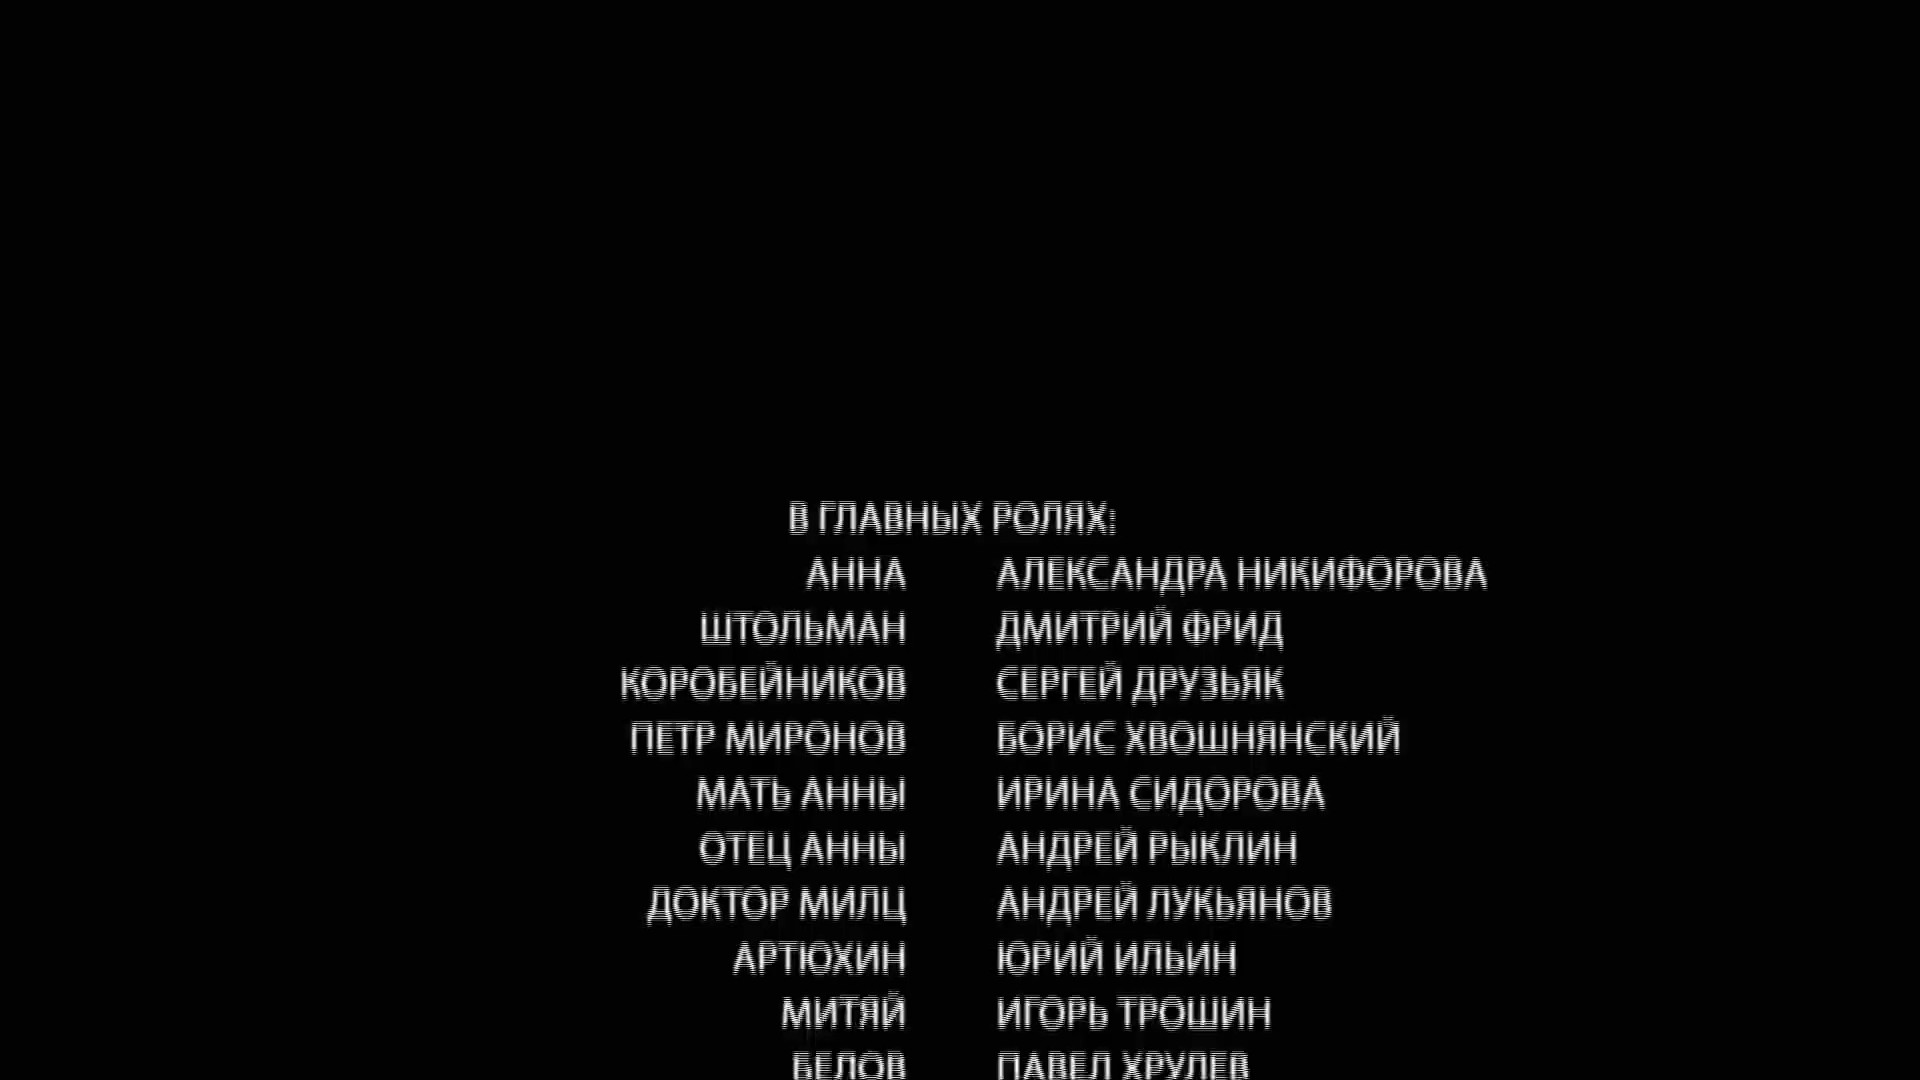 В ГЛАВНЫХ РОЛЯХ:
АННА АЛЕКСАНДРА НИКИФОРОВА
ШТОЛЬМАН ДМИТРИЙ ФРИД
КОРОБЕЙНИКОВ СЕРГЕЙ ДРУЗЬЯК
ПЕТР МИРОНОВ БОРИС ХВОШНЯНСКИЙ
МАТЬ АННЫ ИРИНА СИДОРОВА
ОТЕЦ АННЫ АНДРЕЙ РЫКЛИН
ДОКТОР МИЛЦ АНДРЕЙ ЛУКЬЯНОВ
АРТЮХИН ЮРИЙ ИЛЬИН
МИТЯЙ ИГОРЬ ТРОШИН
БЕЛОВ ПАВЕЛ ХРУЛЕВ